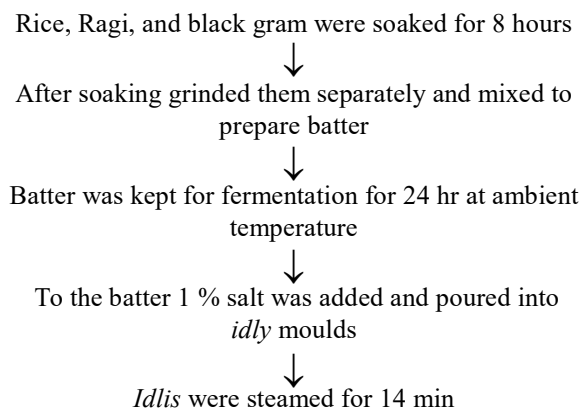 Rice, Ragi, and black gram were soaked for 8 hours
After soaking grinded them separately and mixed to
prepare batter
Batter was kept for fermentation for 24 hr at ambient
temperature
To the batter 1 % salt was added and poured into
idly moulds
Idlis were steamed for 14 min